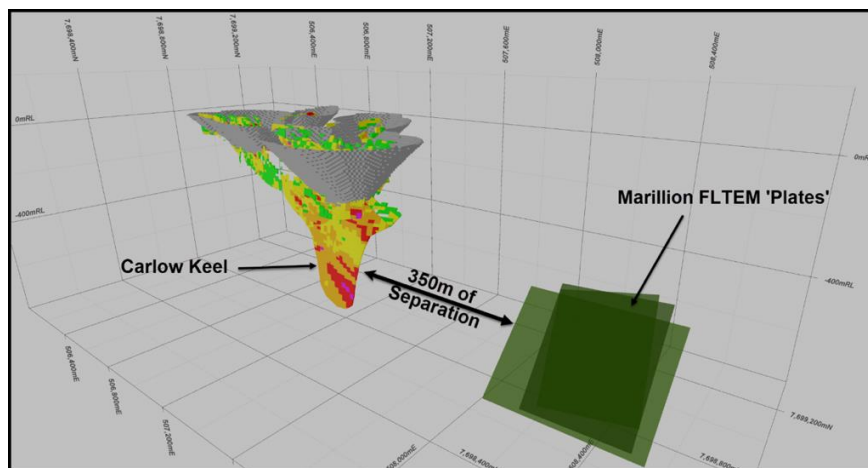 7,698,400mN
7,698,800mN
7,699,200mN
506,400mE
506,800mE
507,200mE
507,600mE
508,000mE
508,400mE
0mRL
0mRL
Marillion FLTEM 'Plates'
-400mRL
-400mRL
Carlow Keel
350m of
Separation
506,400mE
506,800mE
507,200mE
508,000mE
508,400mE
7,698,400mN
7,698,800mN
7,699,200mN